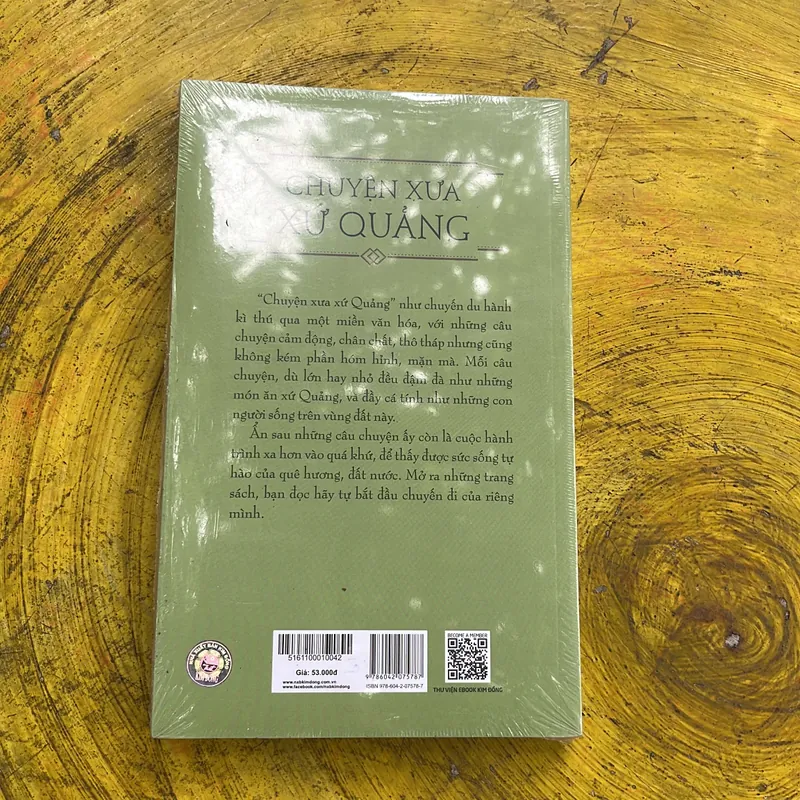 CHUYỆN XƯA
XỨ QUẢNG
“Chuyện xưa xứ Quảng” như chuyến du hành
kì thú qua một miền văn hóa, với những câu
chuyện cảm động, chân chất, thô tháp nhưng cũng
không kém phần hóm hỉnh, mặn mà. Mỗi câu
chuyện, dù lớn hay nhỏ đều đậm đà như những
món ăn xứ Quảng, và đầy cá tính như những con
người sống trên vùng đất này.
Ẩn sau những câu chuyện ấy còn là cuộc hành
trình xa hơn vào quá khứ, để thấy được sức sống tự
hào của quê hương, đất nước. Mở ra những trang
sách, bạn đọc hãy tự bắt đầu chuyến đi của riêng
mình.
BECOME A MEMBER
5161100010042
Giá: 53.000đ
www.nxbkimdong.com.vn
www.facebook.com/nxbkimdong
9 786042 075787
ISBN 978-604-2-07578-7
THƯ VIỆN EBOOK KIM ĐỒNG
KIM ĐỒNG